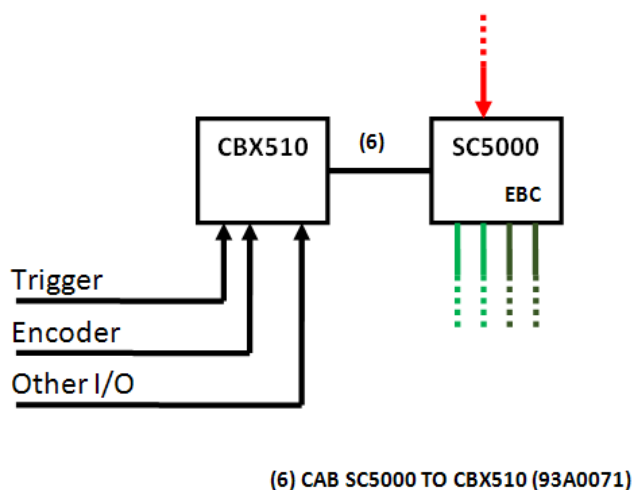 CBX510
(6)
SC5000
EBC
Trigger
Encoder
Other I/O
(6) CAB SC5000 TO CBX510 (93A0071)